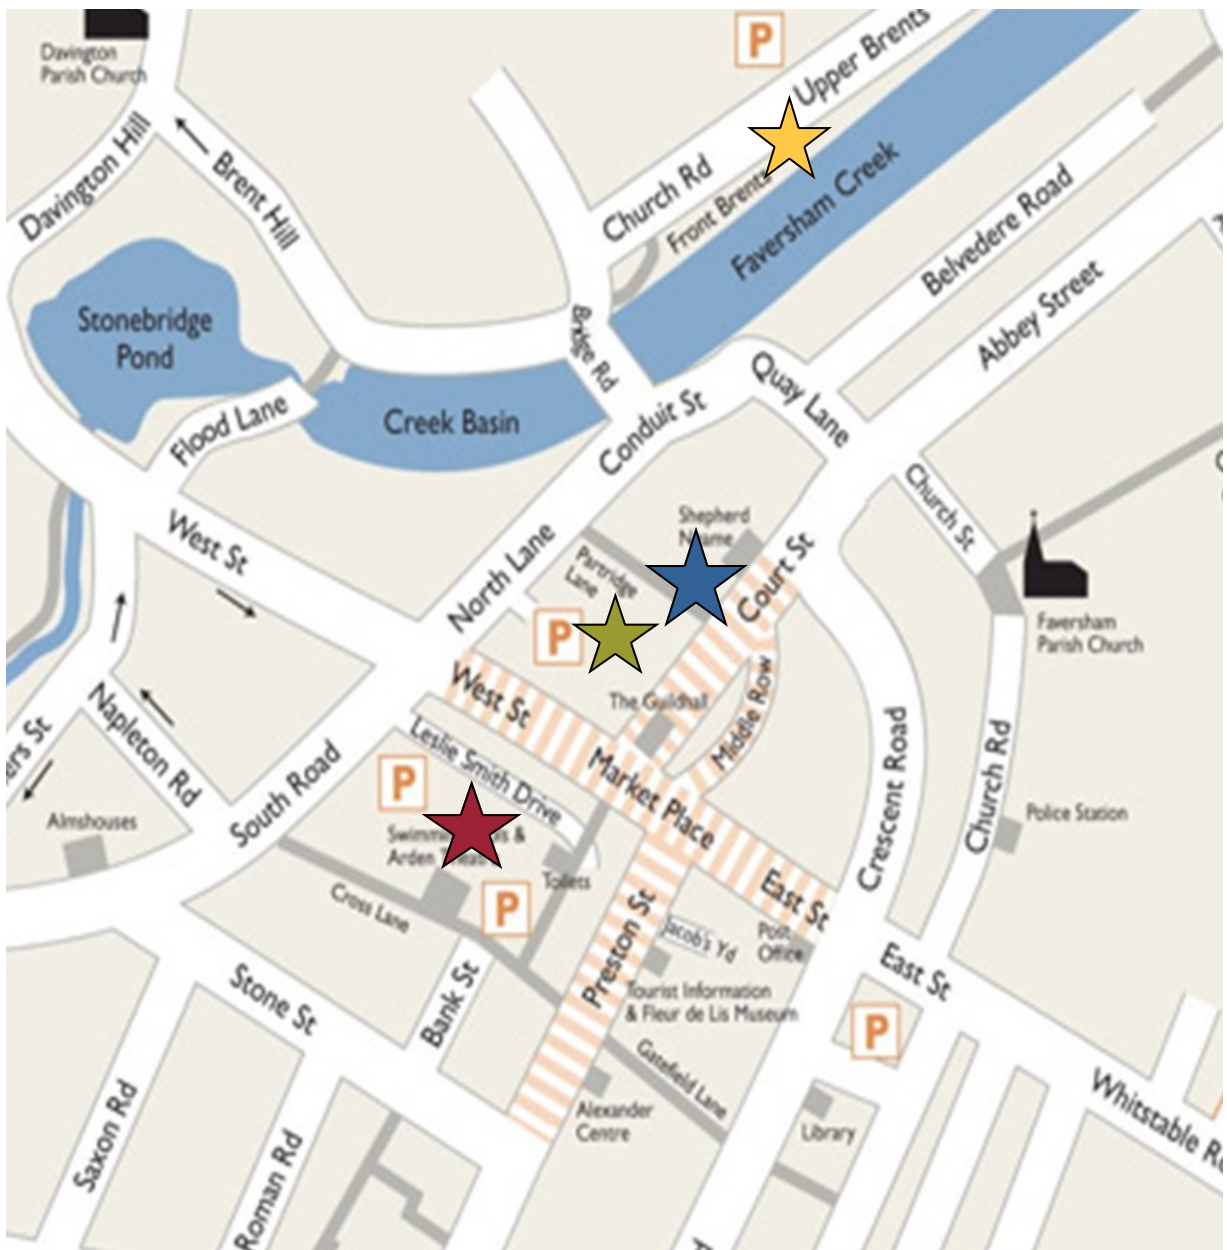 Davington
Parish Church
P
Upper Brents
Davington Hill
Brent Hill
Church Rd
Front Brents
Faversham Creek
Belvedere Road
Abbey Street
Stonebridge
Pond
Bridge Rd
Flood Lane
Creek Basin
Conduit St
Quay Lane
Church St
West St
North Lane
Shepherd
Partridge
Lane
Court St
P
Faversham
Parish Church
West St
The Guildhall
Middle Row
Napleton Rd
Leslie Smith Drive
Market Place
South Road
P
Crescent Road
Church Rd
Police Station
Almshouses
&
Arden
Toilets
Cross Lane
P
East St
Preston St
Jacob's Yd
Post
Office
East St
Stone St
Bank St
Tourist Information
& Fleur de Lis Museum
P
Gatefield Lane
Alexander
Centre
Library
Whitstable
Saxon Rd
Roman Rd